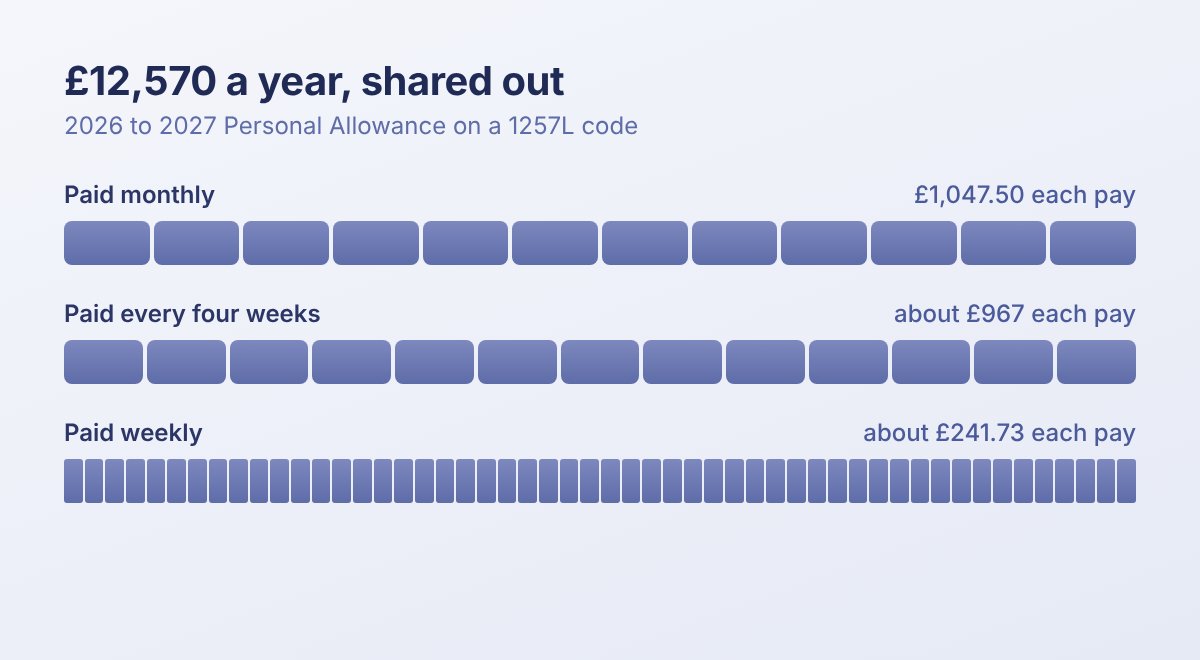 £12,570 a year, shared out
2026 to 2027 Personal Allowance on a 1257L code
Paid monthly £1,047.50 each pay
Paid every four weeks about £967 each pay
Paid weekly about £241.73 each pay